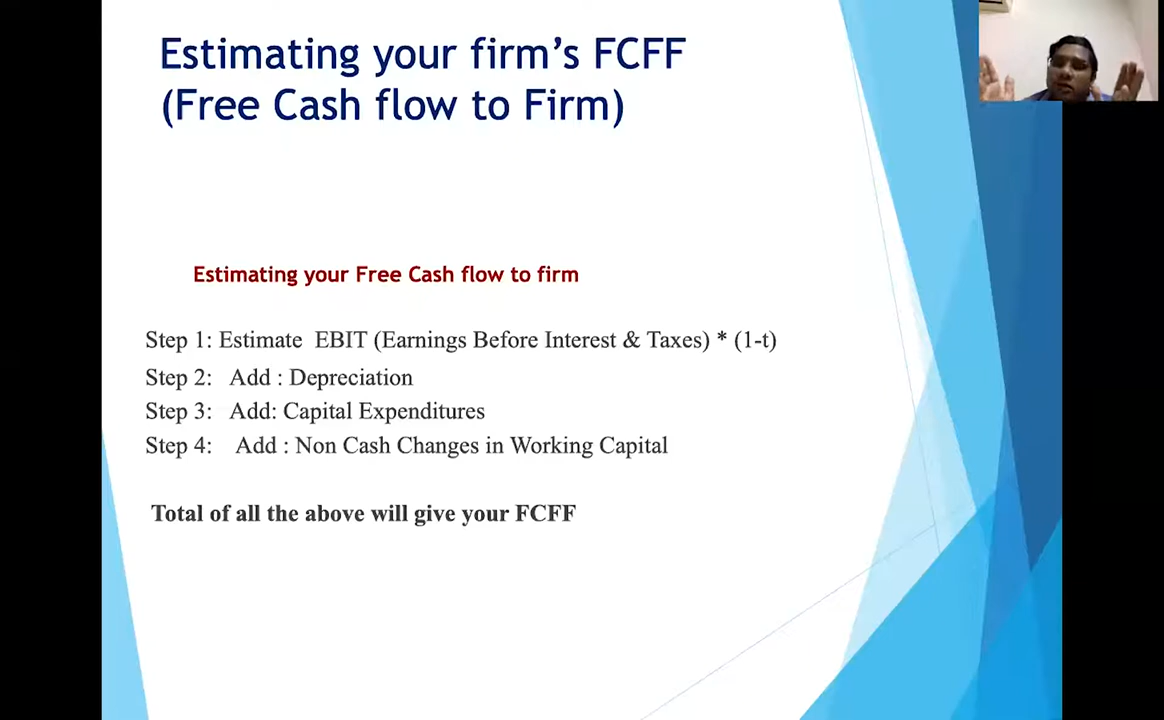 Estimating your firm’s FCFF
(Free Cash flow to Firm)
Estimating your Free Cash flow to firm
Step 1: Estimate EBIT (Earnings Before Interest & Taxes) * (1-t)
Step 2: Add : Depreciation
Step 3: Add: Capital Expenditures
Step 4: Add : Non Cash Changes in Working Capital
Total of all the above will give your FCFF